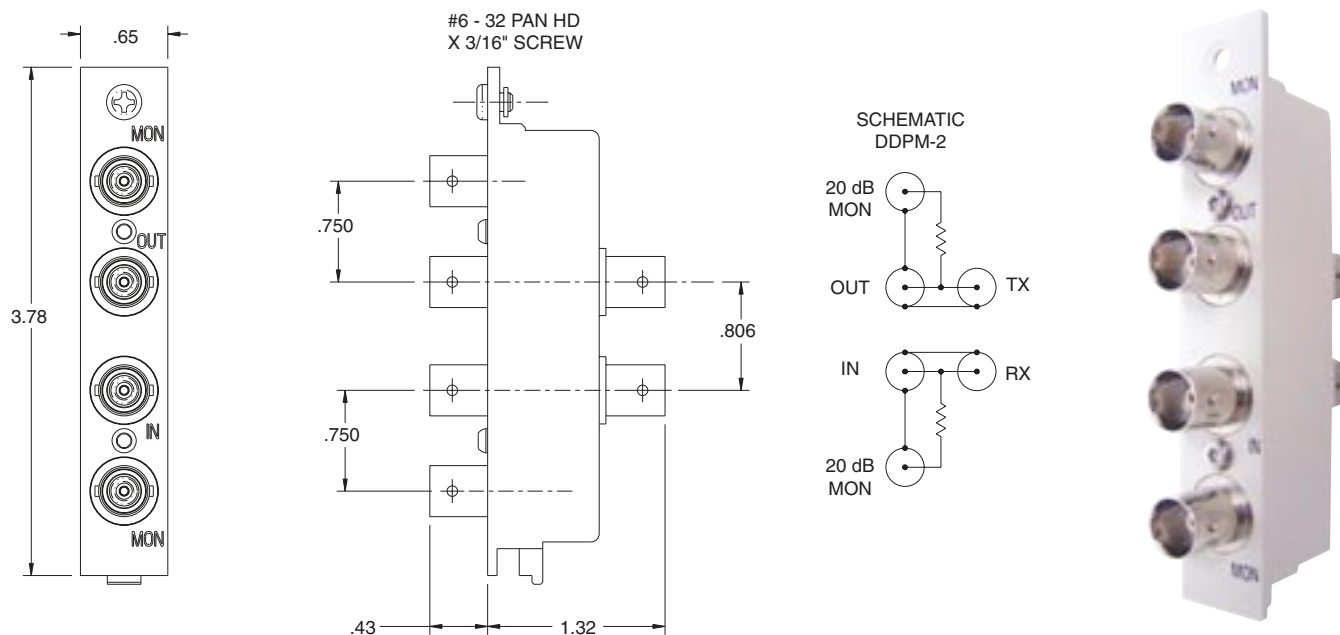 .65
3.78
MON
OUT
IN
MON
#6 - 32 PAN HD
X 3/16" SCREW
.750
.750
.806
.43
1.32
SCHEMATIC
DDPM-2
20 dB
MON
OUT
TX
IN
RX
20 dB
MON
MON
OUT
IN
MON